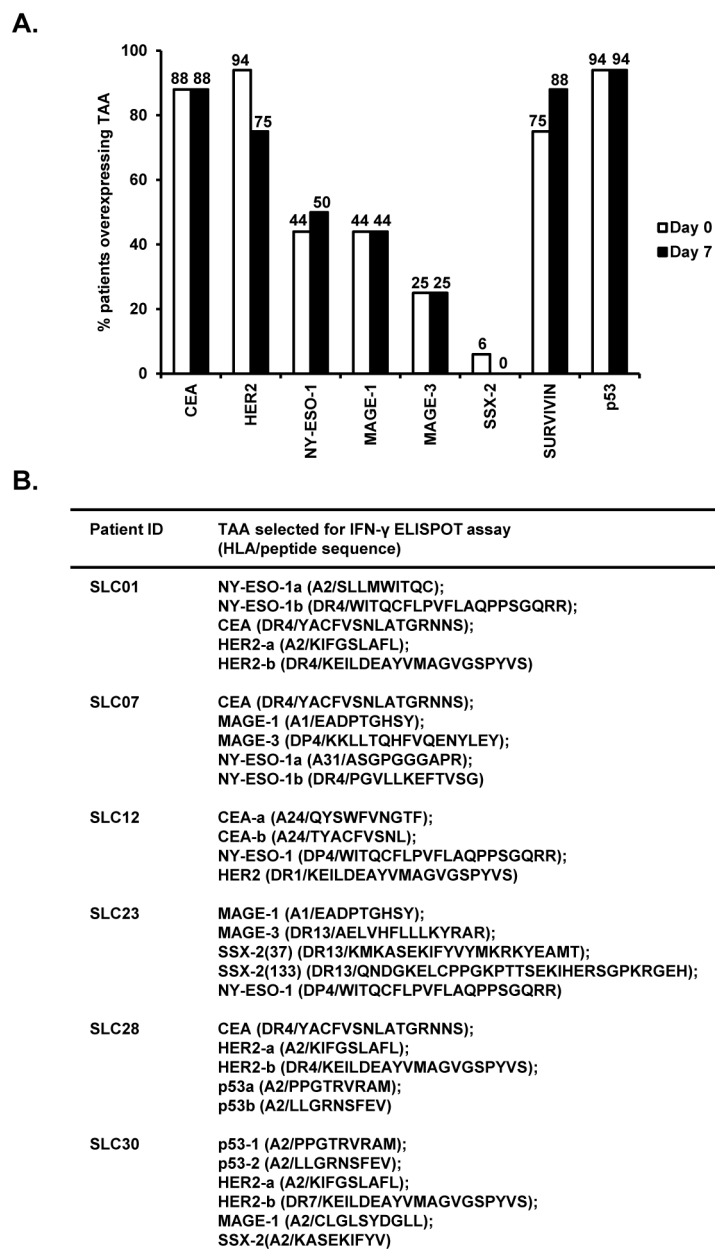 A.
% patients overexpressing TAA
100
80
60
40
20
0
88 88
94
75
44
50
44 44
25 25
6
0
75
88
94 94
CEA
HER2
NY-ESO-1
MAGE-1
MAGE-3
SSX-2
SURVIVIN
p53
Day 0
Day 7
B.
Patient ID
TAA selected for IFN-γ ELISPOT assay
(HLA/peptide sequence)
SLC01
NY-ESO-1a (A2/SLLMWITQC);
NY-ESO-1b (DR4/WITQCFLPVFLAQPPSGQRR);
CEA (DR4/YACFVSNLATGRNNS);
HER2-a (A2/KIFGSLAFL);
HER2-b (DR4/KEILDEAYVMAGVGSPYVS)
SLC07
CEA (DR4/YACFVSNLATGRNNS);
MAGE-1 (A1/EADPTGHSY);
MAGE-3 (DP4/KKLLTQHFVQENYLEY);
NY-ESO-1a (A31/ASGPGGGAPR);
NY-ESO-1b (DR4/PGVLLKEFTVSG)
SLC12
CEA-a (A24/QYSWFVNGTF);
CEA-b (A24/TYACFVSNL);
NY-ESO-1 (DP4/WITQCFLPVFLAQPPSGQRR);
HER2 (DR1/KEILDEAYVMAGVGSPYVS)
SLC23
MAGE-1 (A1/EADPTGHSY);
MAGE-3 (DR13/AELVHFLLLKYRAR);
SSX-2(37) (DR13/KMKASEKIFYVYMKRKYEAMT);
SSX-2(133) (DR13/QNDGKELCPPGKPTTSEKIHERSGPKRGEH);
NY-ESO-1 (DP4/WITQCFLPVFLAQPPSGQRR)
SLC28
CEA (DR4/YACFVSNLATGRNNS);
HER2-a (A2/KIFGSLAFL);
HER2-b (DR4/KEILDEAYVMAGVGSPYVS);
p53a (A2/PPGTRVRAM);
p53b (A2/LLGRNSFEV)
SLC30
p53-1 (A2/PPGTRVRAM);
p53-2 (A2/LLGRNSFEV);
HER2-a (A2/KIFGSLAFL);
HER2-b (DR7/KEILDEAYVMAGVGSPYVS);
MAGE-1 (A2/CLGLSYDGLL);
SSX-2(A2/KASEKIFYV)